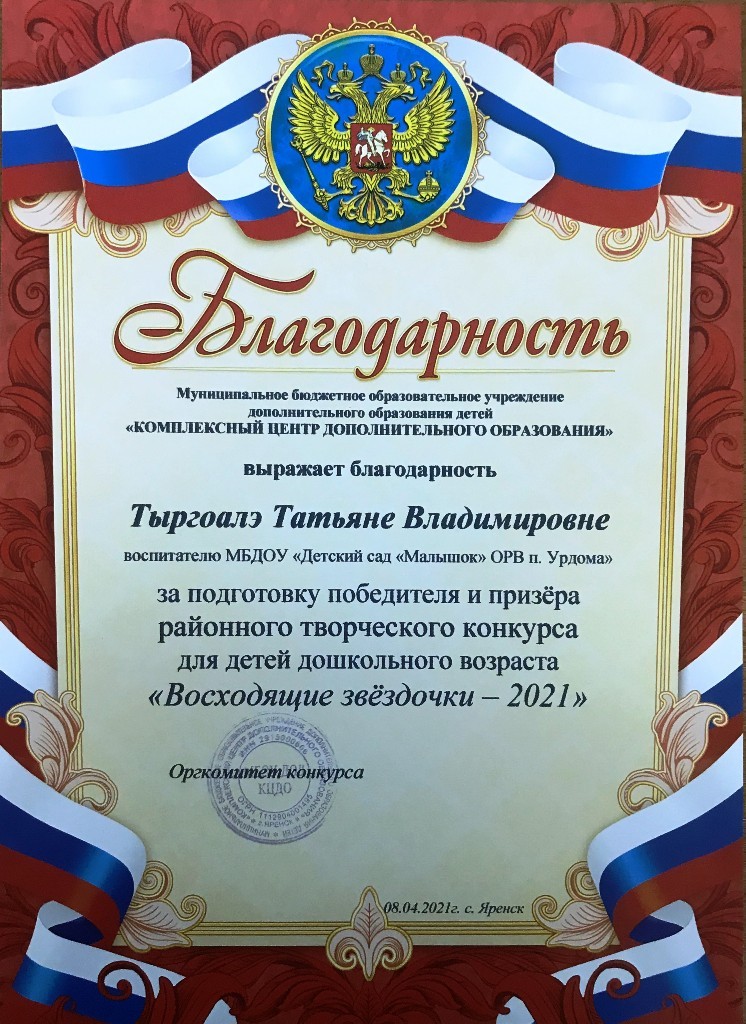 Благодарность
Муниципальное бюджетное образовательное учреждение
дополнительного образования детей
«КОМПЛЕКСНЫЙ ЦЕНТР ДОПОЛНИТЕЛЬНОГО ОБРАЗОВАНИЯ»
выражает благодарность
Тыргоалэ Татьяне Владимировне
воспитателю МБДОУ «Детский сад «Малышок» ОРВ п. Урдома»
за подготовку победителя и призёра
районного творческого конкурса
для детей дошкольного возраста
«Восходящие звёздочки – 2021»
Оргкомитет конкурса
КЦДО
08.04.2021г. с. Яренск